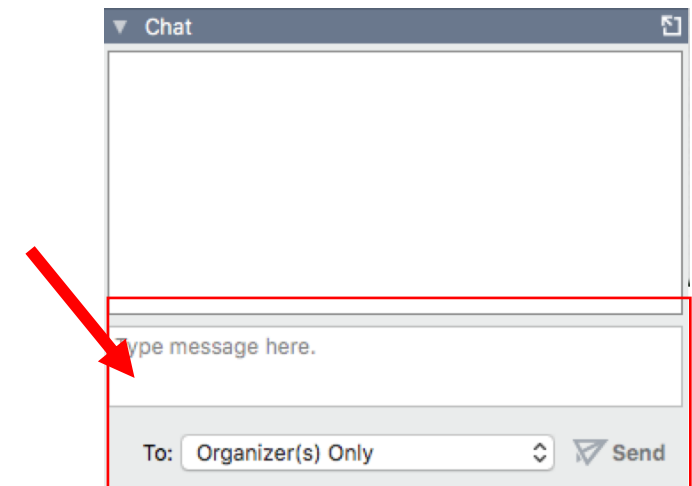 Chat
Type message here.
To: Organizer(s) Only Send